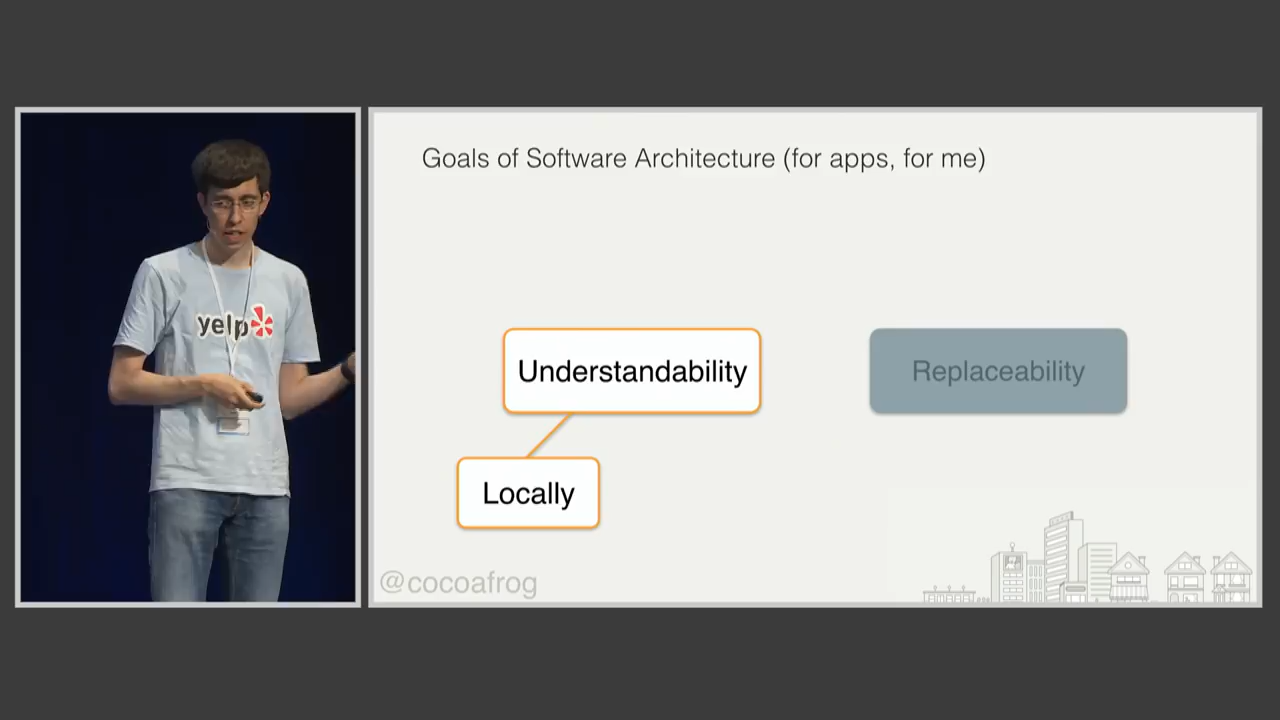 yelp
Goals of Software Architecture (for apps, for me)
Understandability
Replaceability
Locally
@cocoafrog